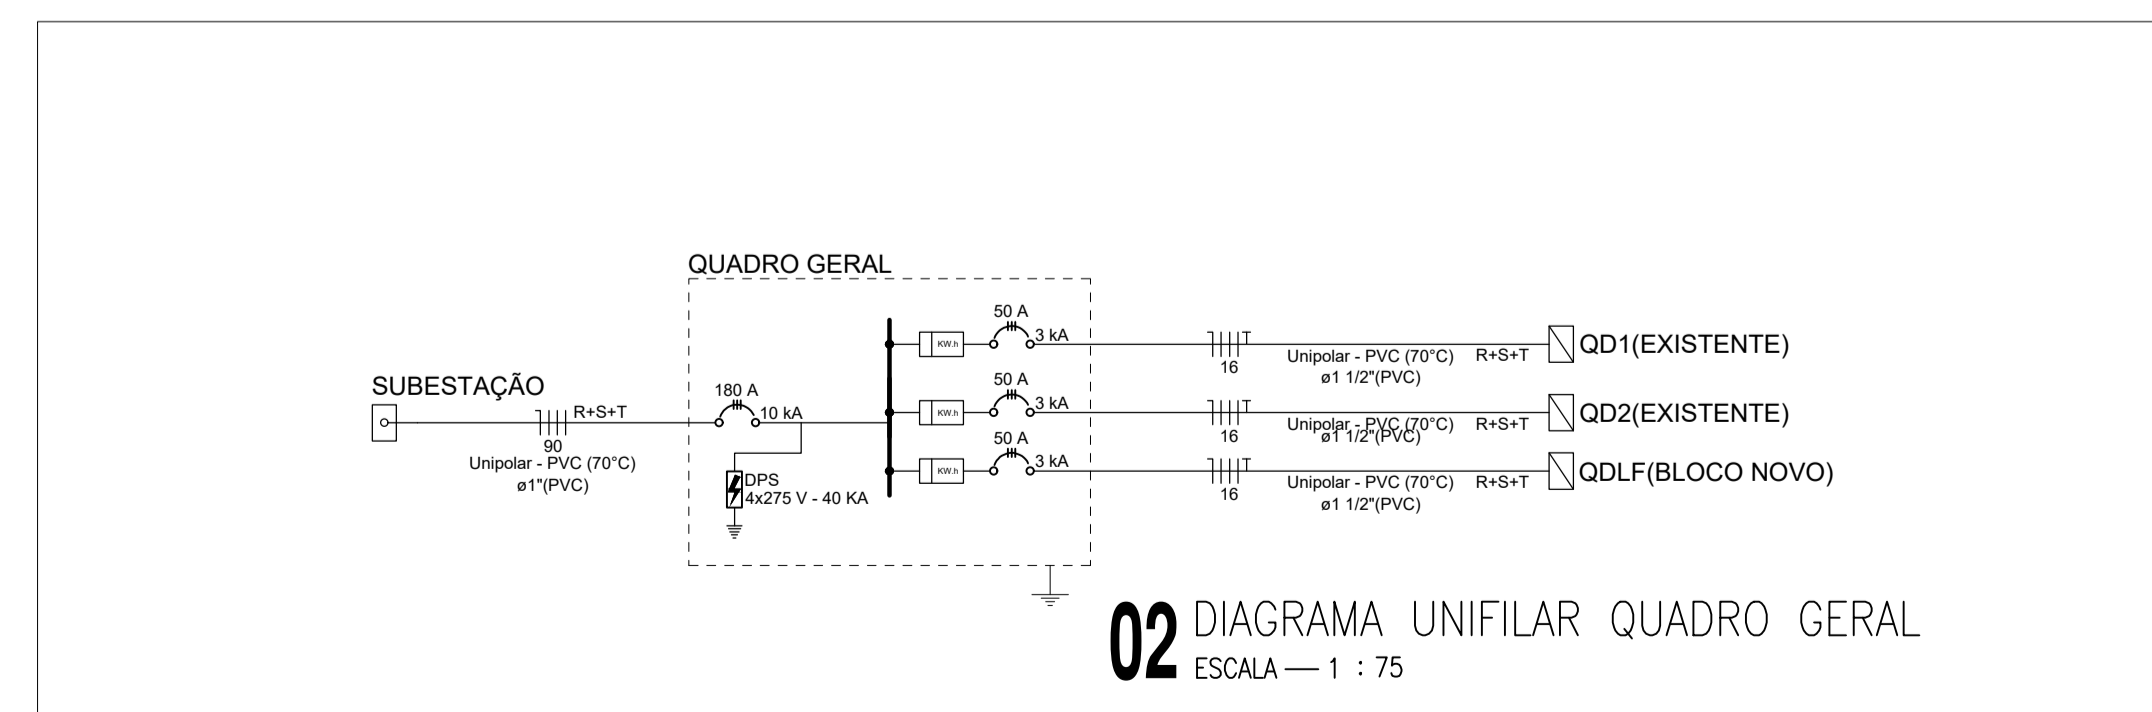 QUADRO GERAL
SUBESTAÇÃO
R+S+T
90
Unipolar - PVC (70°C)
ø1"(PVC)
180 A
10 kA
DPS
4x275 V - 40 KA
KW.h
50 A
3 kA
16
Unipolar - PVC (70°C)
ø1 1/2"(PVC)
R+S+T
QD1(EXISTENTE)
KW.h
50 A
3 kA
16
Unipolar - PVC (70°C)
ø1 1/2"(PVC)
R+S+T
QD2(EXISTENTE)
KW.h
50 A
3 kA
16
Unipolar - PVC (70°C)
ø1 1/2"(PVC)
R+S+T
QDLF(BLOCO NOVO)
02 DIAGRAMA UNIFILAR QUADRO GERAL
ESCALA — 1 : 75